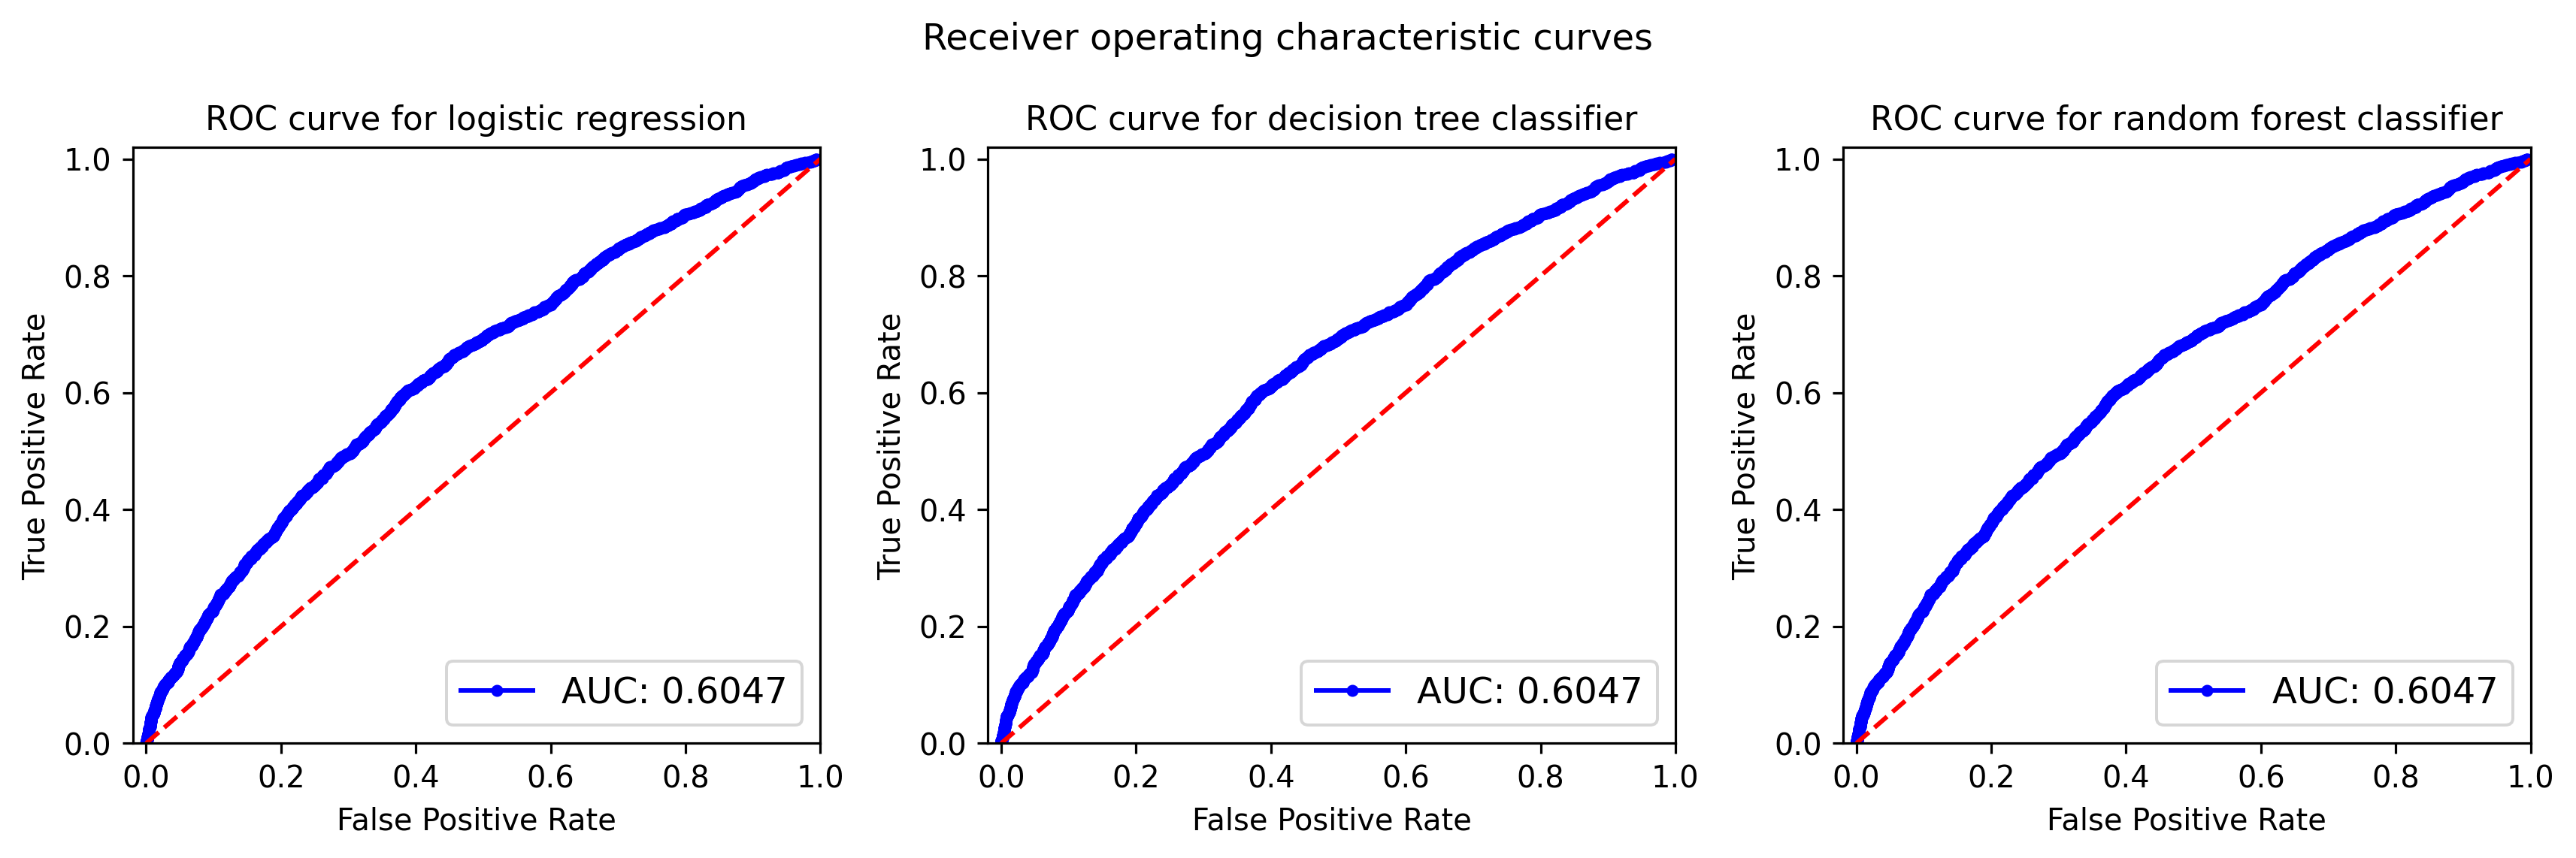 Receiver operating characteristic curves
ROC curve for logistic regression
1.0
0.8
0.6
0.4
0.2
0.0
True Positive Rate
AUC: 0.6047
0.0 0.2 0.4 0.6 0.8 1.0
False Positive Rate
ROC curve for decision tree classifier
1.0
0.8
0.6
0.4
0.2
0.0
True Positive Rate
AUC: 0.6047
0.0 0.2 0.4 0.6 0.8 1.0
False Positive Rate
ROC curve for random forest classifier
1.0
0.8
0.6
0.4
0.2
0.0
True Positive Rate
AUC: 0.6047
0.0 0.2 0.4 0.6 0.8 1.0
False Positive Rate